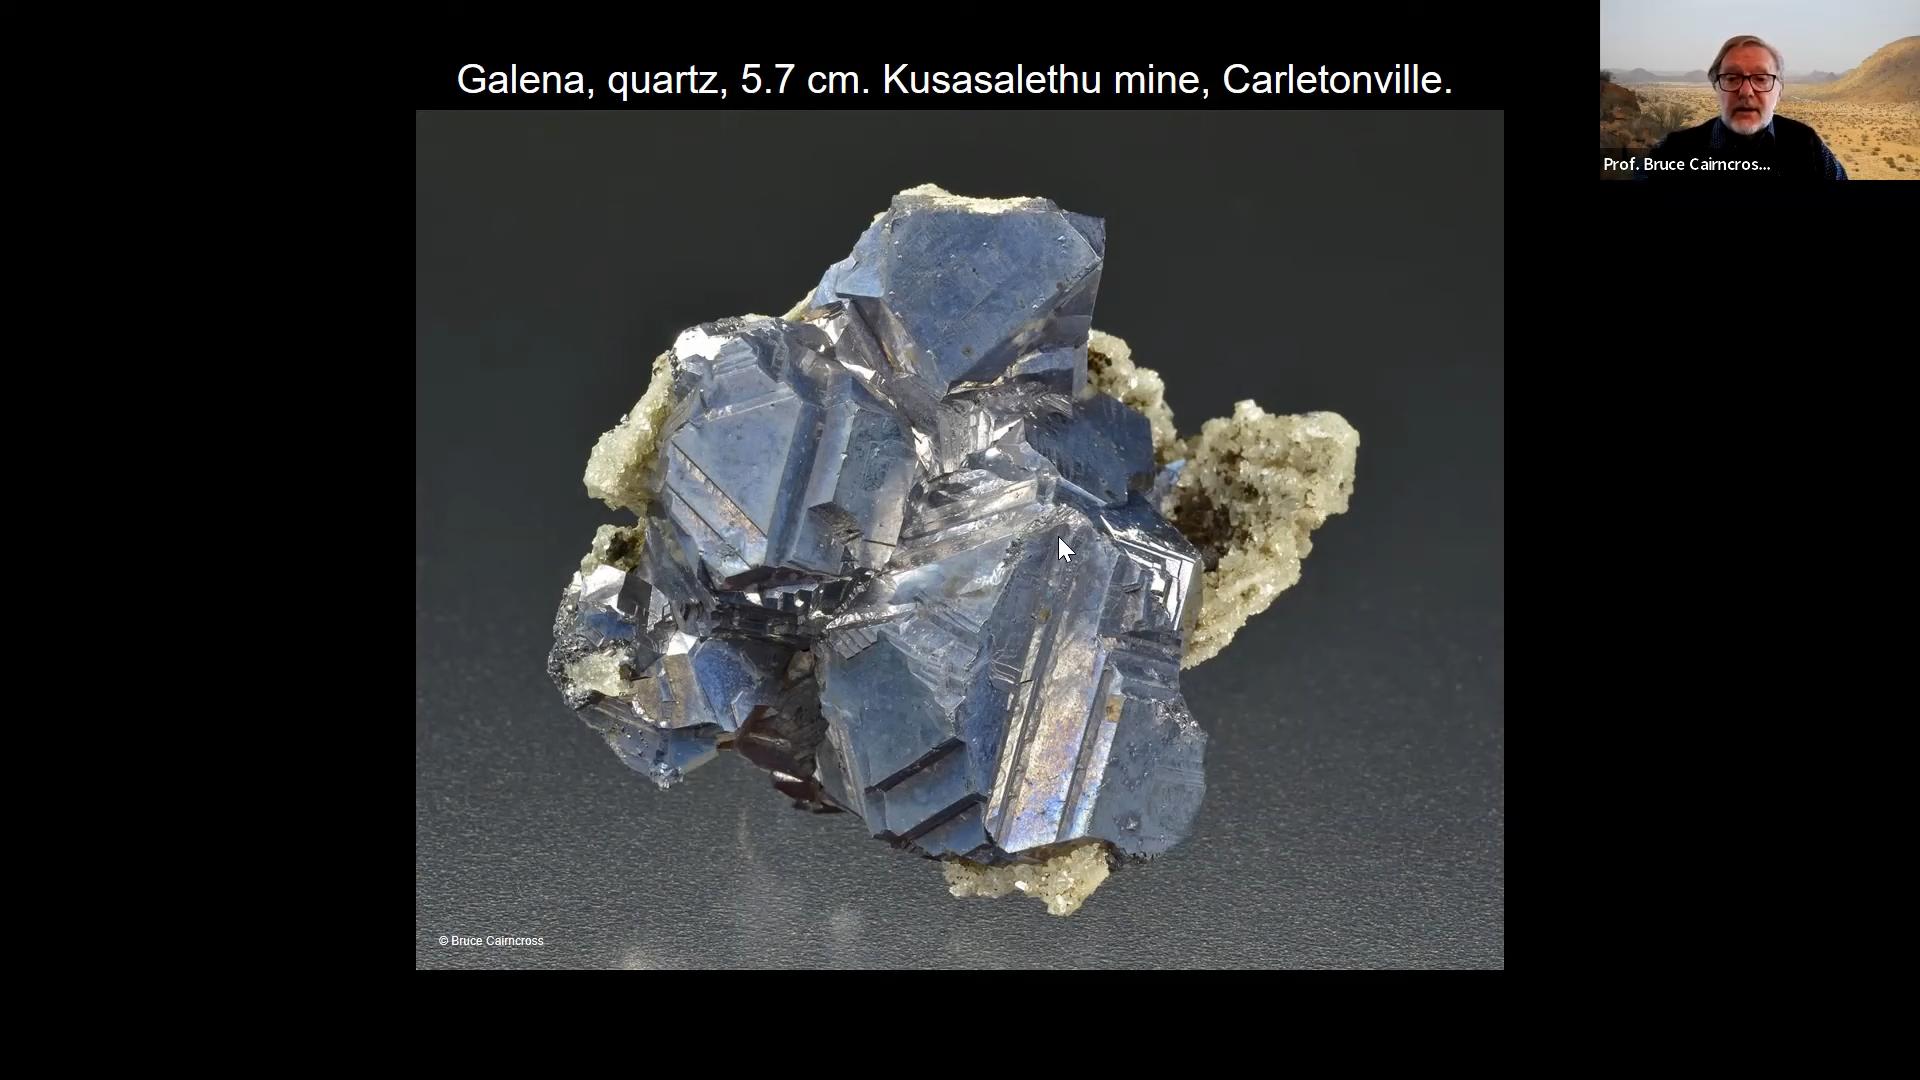 Galena, quartz, 5.7 cm. Kusasalethu mine, Carletonville.
Prof. Bruce Cairncros...
© Bruce Cairncross